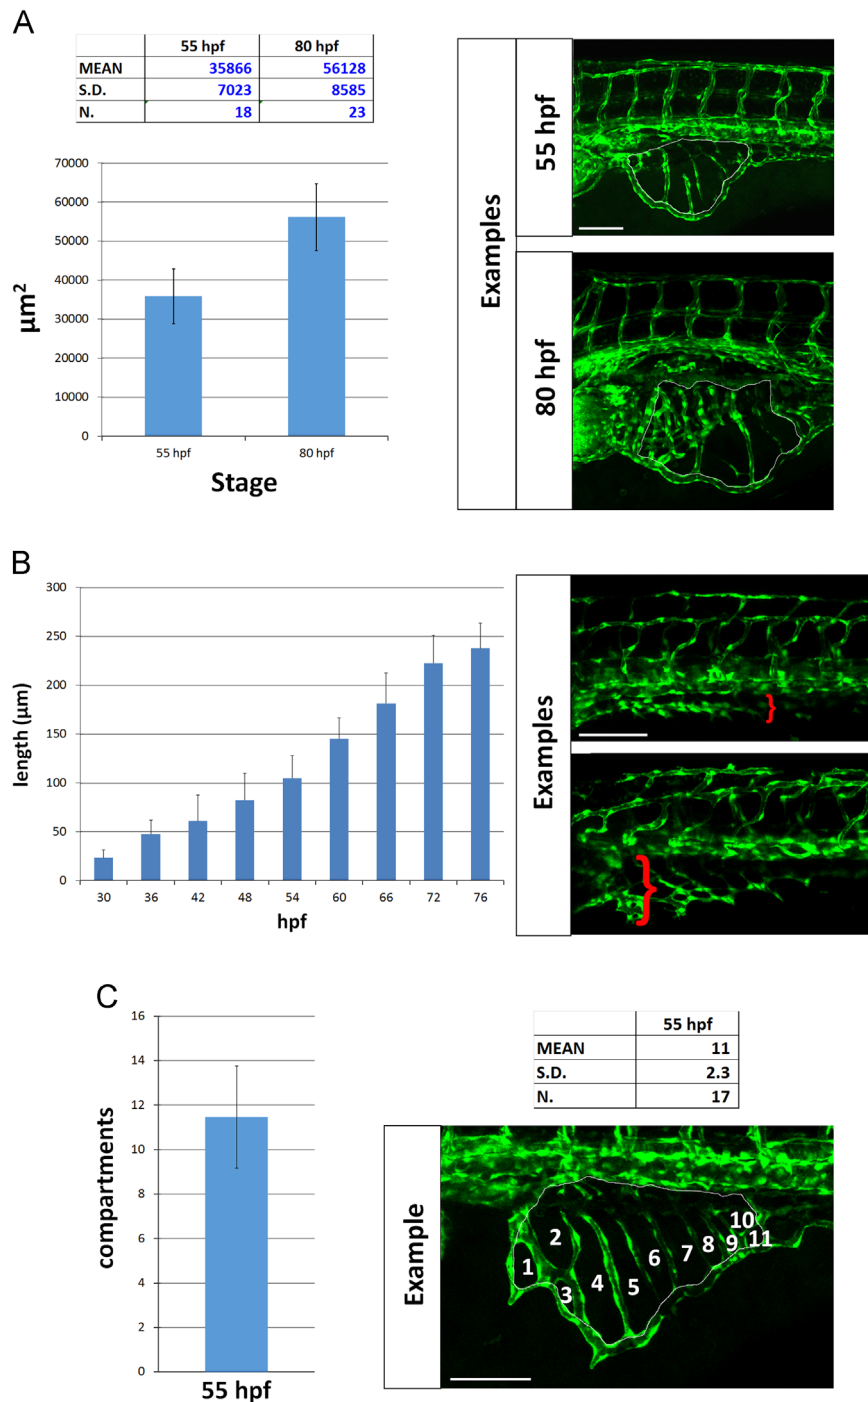 A
55 hpf 80 hpf
MEAN 35866 56128
S.D. 7023 8585
N. 18 23
70000
60000
50000
40000
30000
20000
10000
0
µm²
55 hpf 80 hpf
Stage
Examples
55 hpf
80 hpf
B
300
250
200
150
100
50
0
length (µm)
30 36 42 48 54 60 66 72 76
hpf
Examples
}
}
C
16
14
12
10
8
6
4
2
0
compartments
55 hpf
55 hpf
MEAN 11
S.D. 2.3
N. 17
Example
1 2 3 4 5 6 7 8 9 10 11